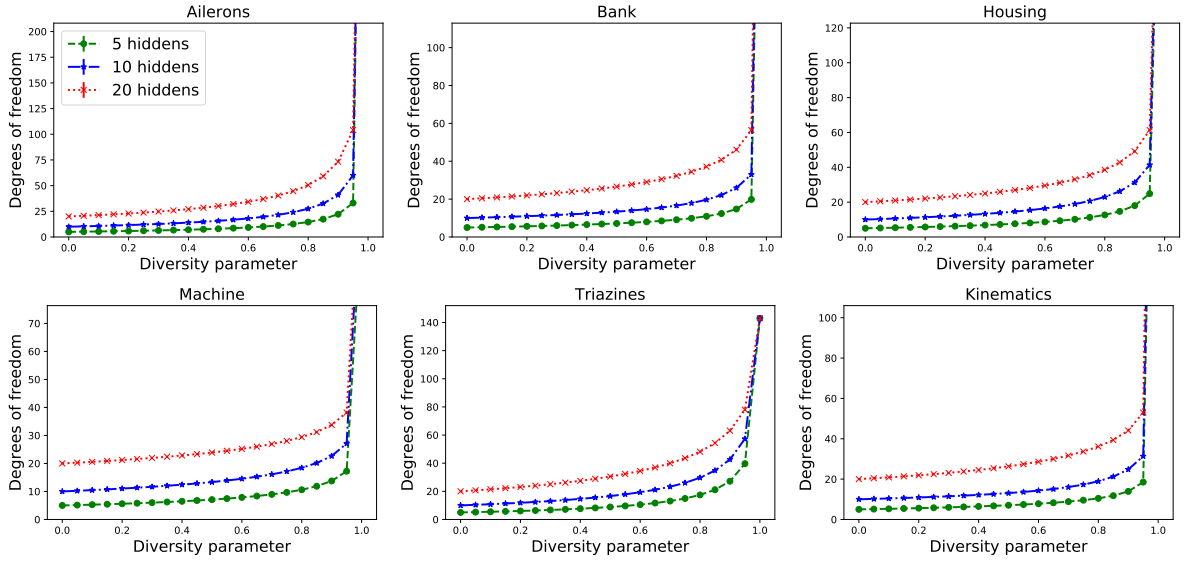 Ailerons
Degrees of freedom
200
175
150
125
100
75
50
25
0
5 hiddens
10 hiddens
20 hiddens
0.0 0.2 0.4 0.6 0.8 1.0
Diversity parameter
Bank
Degrees of freedom
100
80
60
40
20
0
0.0 0.2 0.4 0.6 0.8 1.0
Diversity parameter
Housing
Degrees of freedom
120
100
80
60
40
20
0
0.0 0.2 0.4 0.6 0.8 1.0
Diversity parameter
Machine
Degrees of freedom
70
60
50
40
30
20
10
0
0.0 0.2 0.4 0.6 0.8 1.0
Diversity parameter
Triazines
Degrees of freedom
140
120
100
80
60
40
20
0
0.0 0.2 0.4 0.6 0.8 1.0
Diversity parameter
Kinematics
Degrees of freedom
100
80
60
40
20
0
0.0 0.2 0.4 0.6 0.8 1.0
Diversity parameter